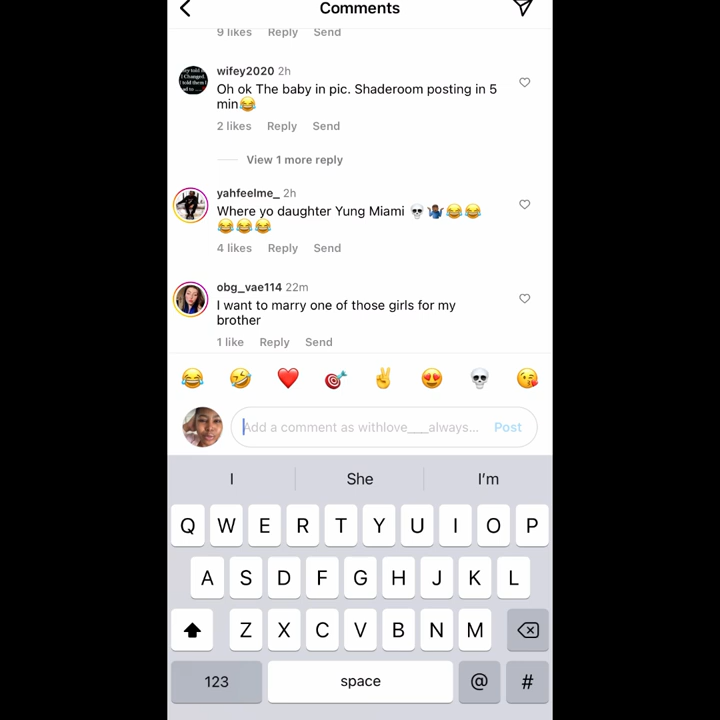 Comments
9 likes Reply Send
wifey2020 2h
Oh ok The baby in pic. Shaderoom posting in 5
min😂
2 likes Reply Send
View 1 more reply
yahfeelme_ 2h
Where yo daughter Yung Miami 💀🤷🏾‍♂️😂😂
😂😂😂
4 likes Reply Send
obg_vae114 22m
I want to marry one of those girls for my
brother
1 like Reply Send
😂 🤣 ❤️ 🎯 ✌️ 😍 💀 😘
Add a comment as withlove___always... Post
I She I’m
Q W E R T Y U I O P
A S D F G H J K L
Z X C V B N M
123 space @ #